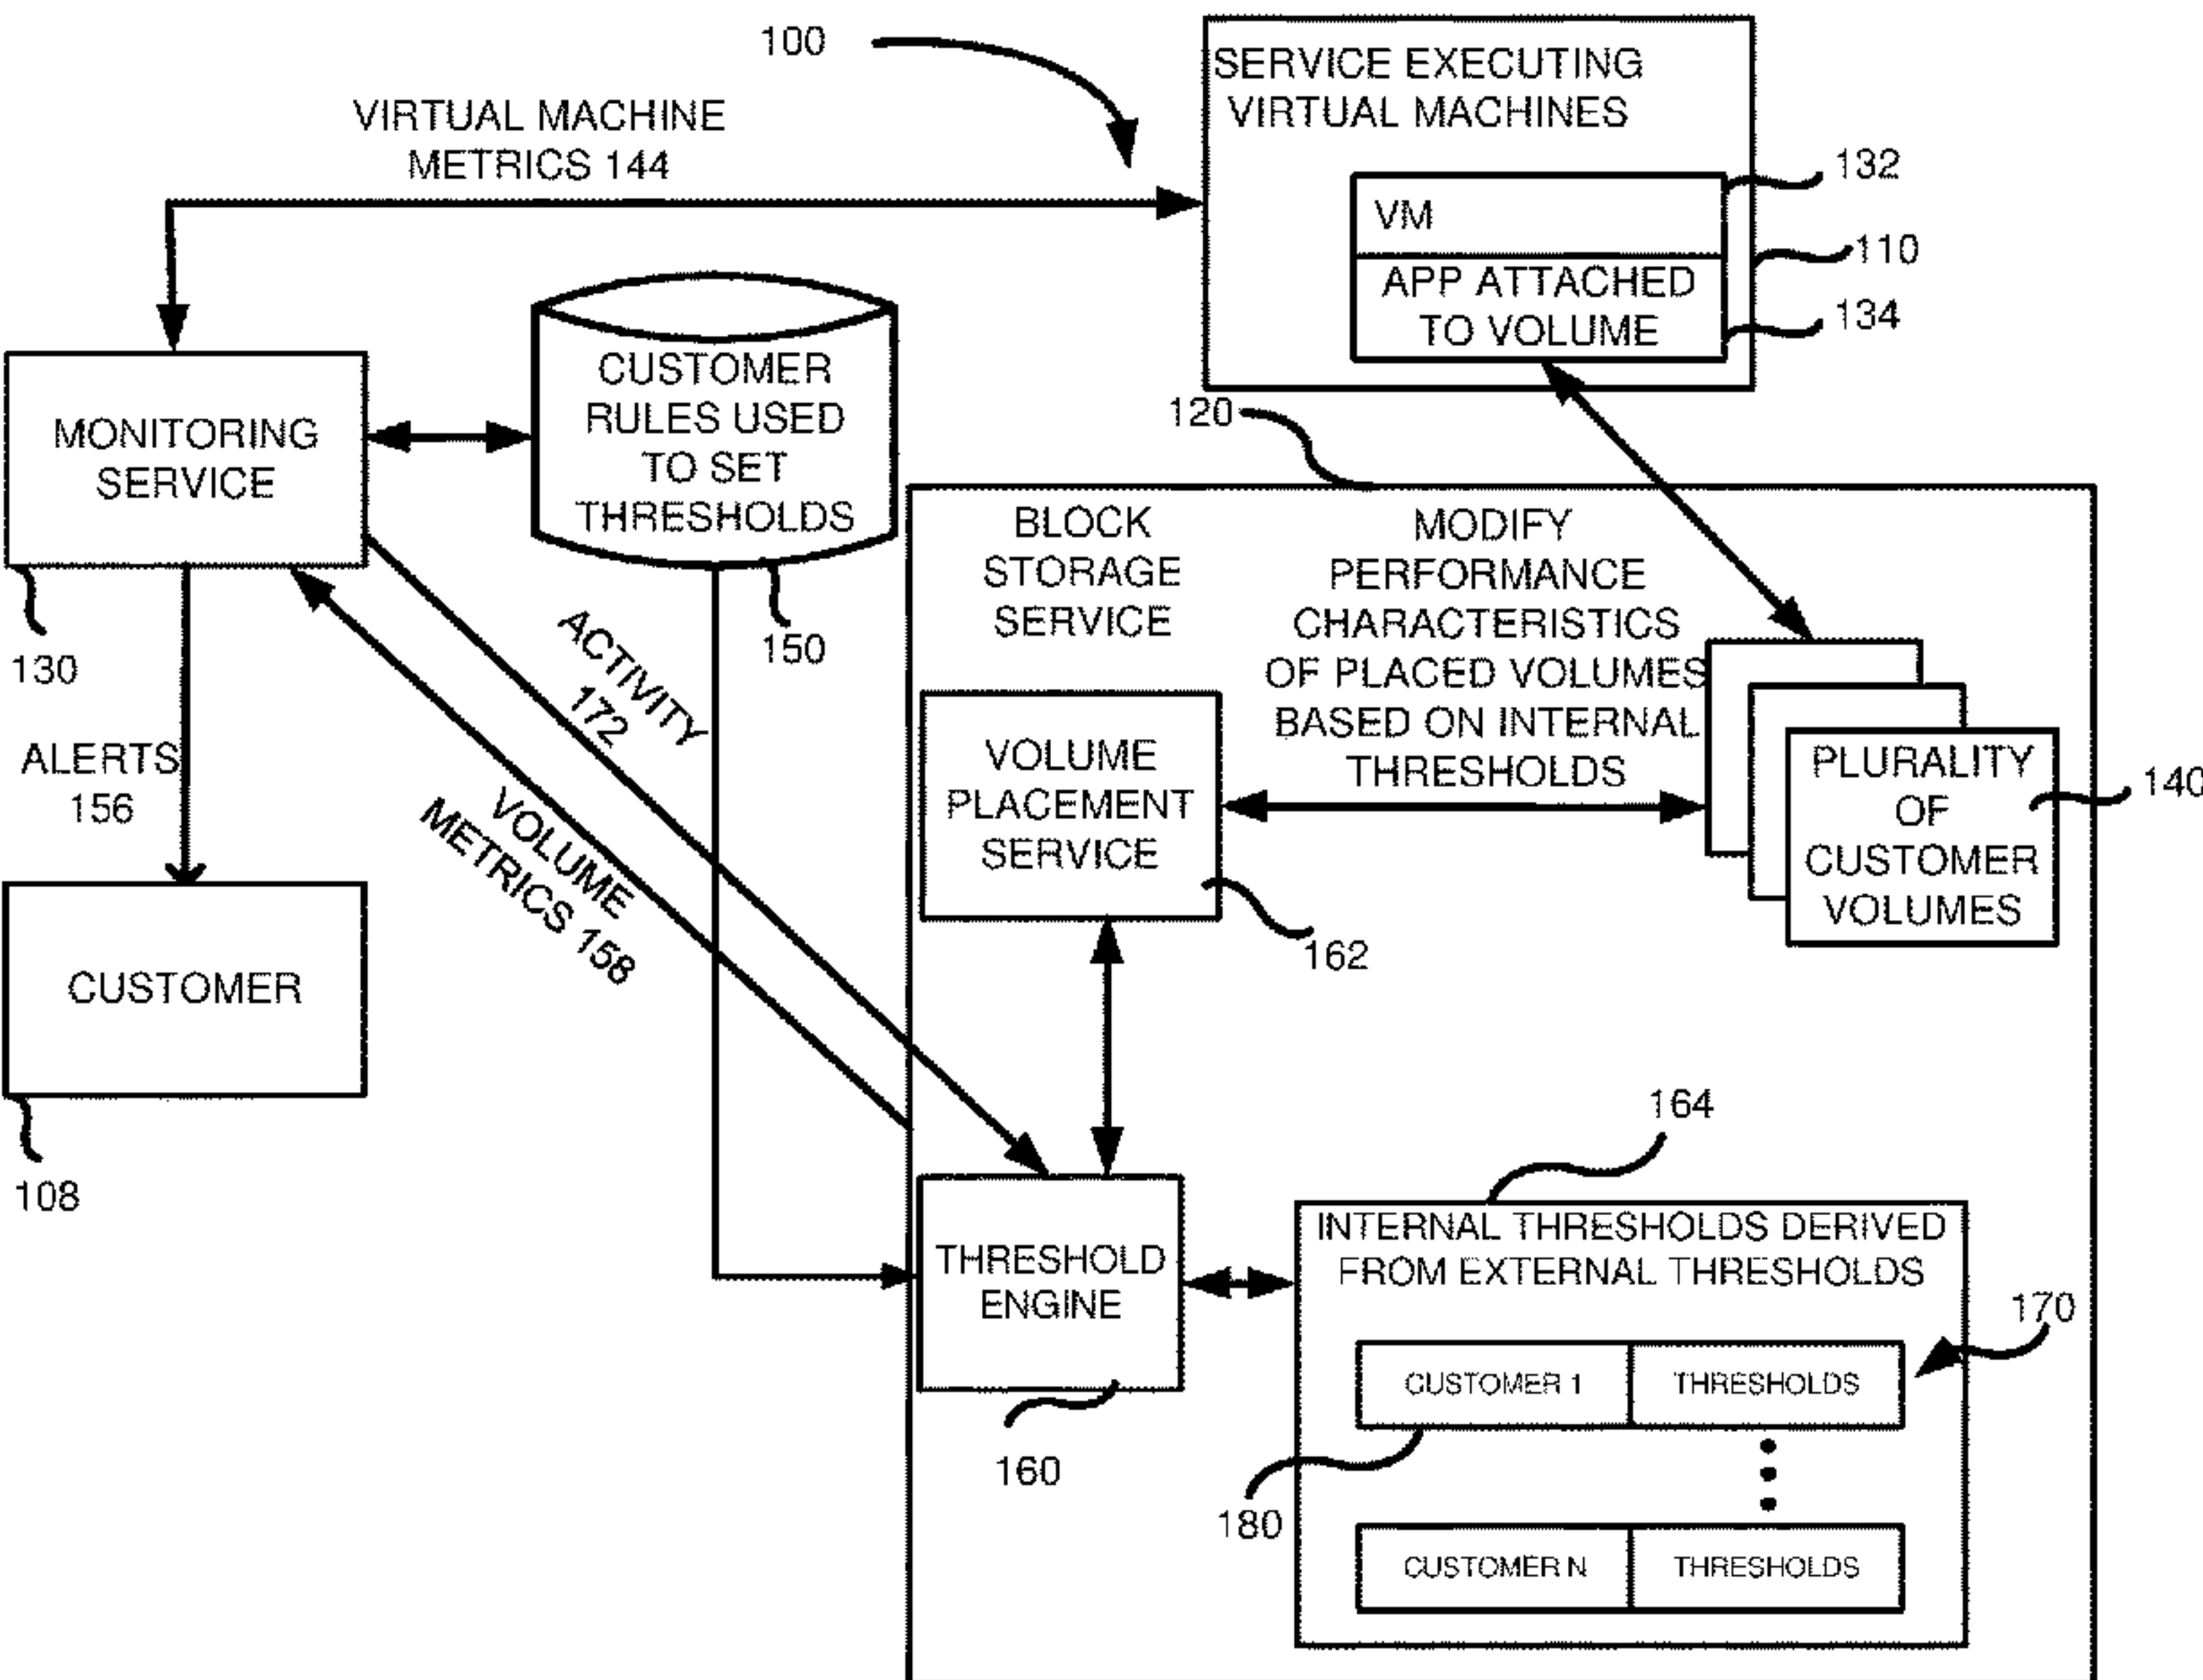 100
VIRTUAL MACHINE
METRICS 144
SERVICE EXECUTING
VIRTUAL MACHINES
VM
132
110
APP ATTACHED
TO VOLUME
134
MONITORING
SERVICE
130
CUSTOMER
RULES USED
TO SET
THRESHOLDS
150
120
BLOCK
STORAGE
SERVICE
MODIFY
PERFORMANCE
CHARACTERISTICS
OF PLACED VOLUMES
BASED ON INTERNAL
THRESHOLDS
ACTIVITY
172
VOLUME
METRICS 158
ALERTS
156
CUSTOMER
108
VOLUME
PLACEMENT
SERVICE
162
PLURALITY
OF
CUSTOMER
VOLUMES
140
THRESHOLD
ENGINE
160
164
INTERNAL THRESHOLDS DERIVED
FROM EXTERNAL THRESHOLDS
170
CUSTOMER 1
THRESHOLDS
180
CUSTOMER N
THRESHOLDS